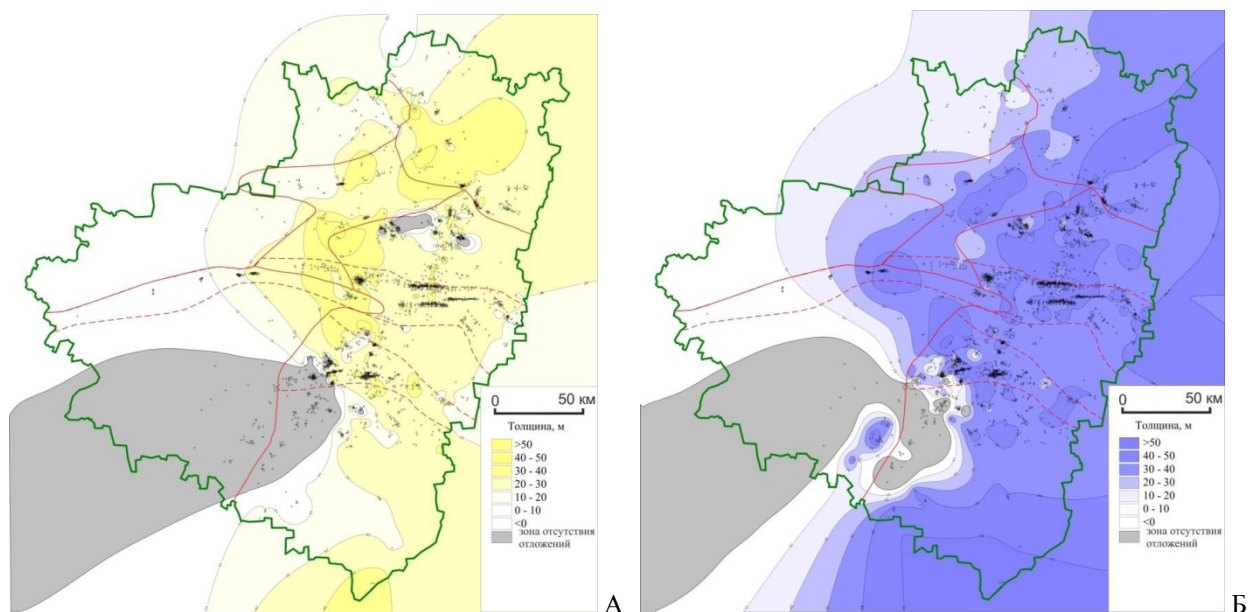 0 50 км
Толщина, м
>50
40 - 50
30 - 40
20 - 30
10 - 20
0 - 10
<0
зона отсутствия
отложений
А
0 50 км
Толщина, м
>50
40 - 50
30 - 40
20 - 30
10 - 20
0 - 10
<0
зона отсутствия
отложений
Б